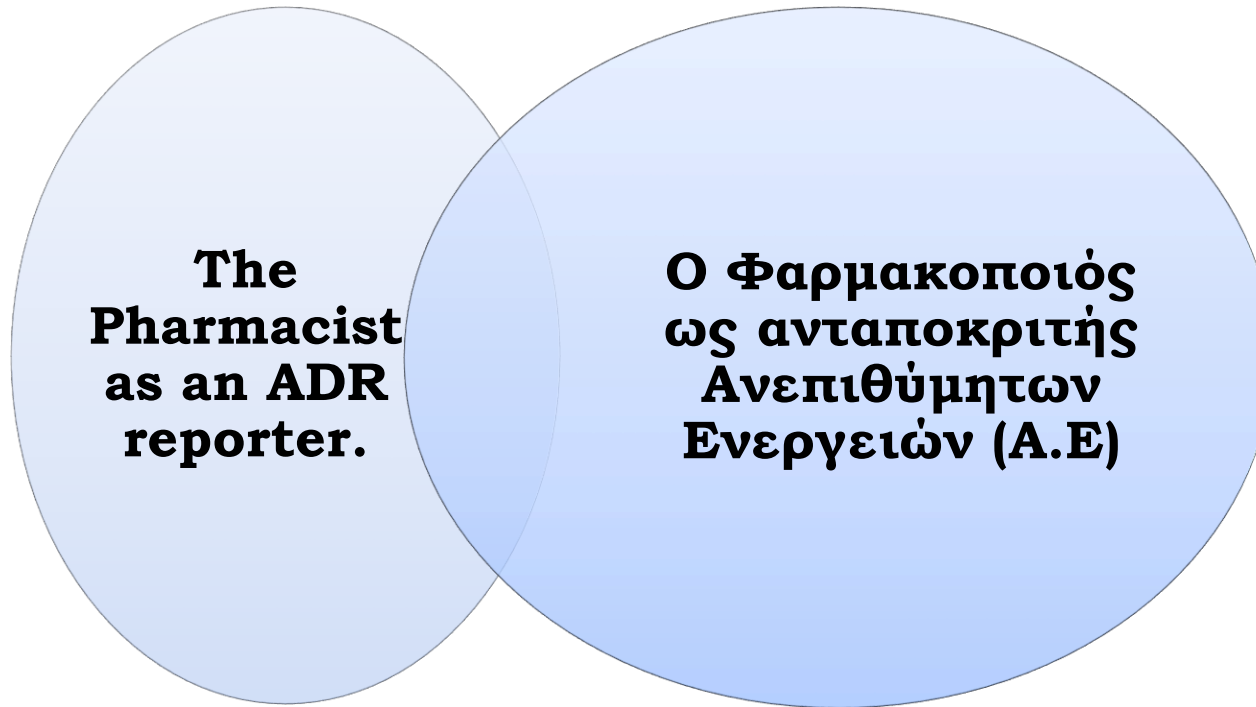 The
Pharmacist
as an ADR
reporter.
Ο Φαρμακοποιός
ως ανταποκριτής
Ανεπιθύμητων
Ενεργειών (Α.Ε)